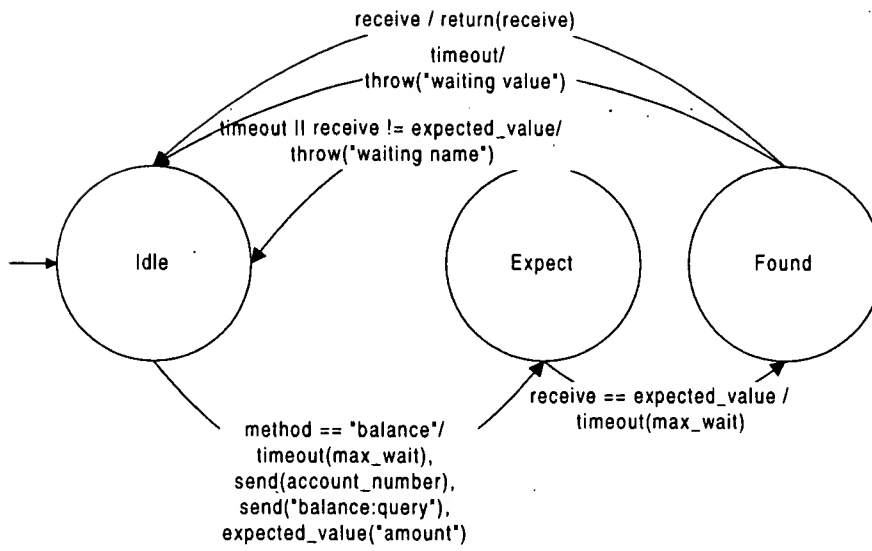 receive / return(receive)
timeout/
throw("waiting value")
timeout || receive != expected_value/
throw("waiting name")
Idle
Expect
Found
receive == expected_value /
timeout(max_wait)
method == "balance"/
timeout(max_wait),
send(account_number),
send("balance:query"),
expected_value("amount")